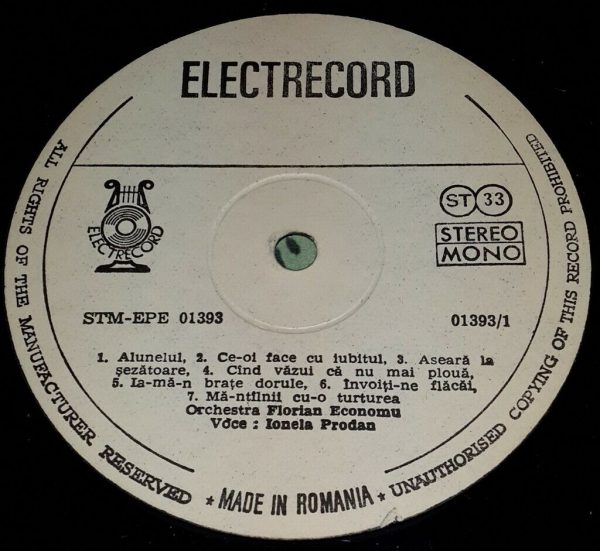 ELECTRECORD
ELECTRECORD
ST 33
STEREO
MONO
STM-EPE 01393
01393/1
1. Alunelul, 2. Ce-oi face cu iubitul, 3. Aseară la
șezătoare, 4. Cînd văzui că nu mai plouă,
5. Ia-mă-n brațe dorule, 6. Invoiți-ne flăcăi,
7. Mă-ntîlnii cu-o turturea
Orchestra Florian Economu
Voce : Ionela Prodan
ALL RIGHTS OF THE MANUFACTURER RESERVED * MADE IN ROMANIA * UNAUTHORISED COPYING OF THIS RECORD PROHIBITED